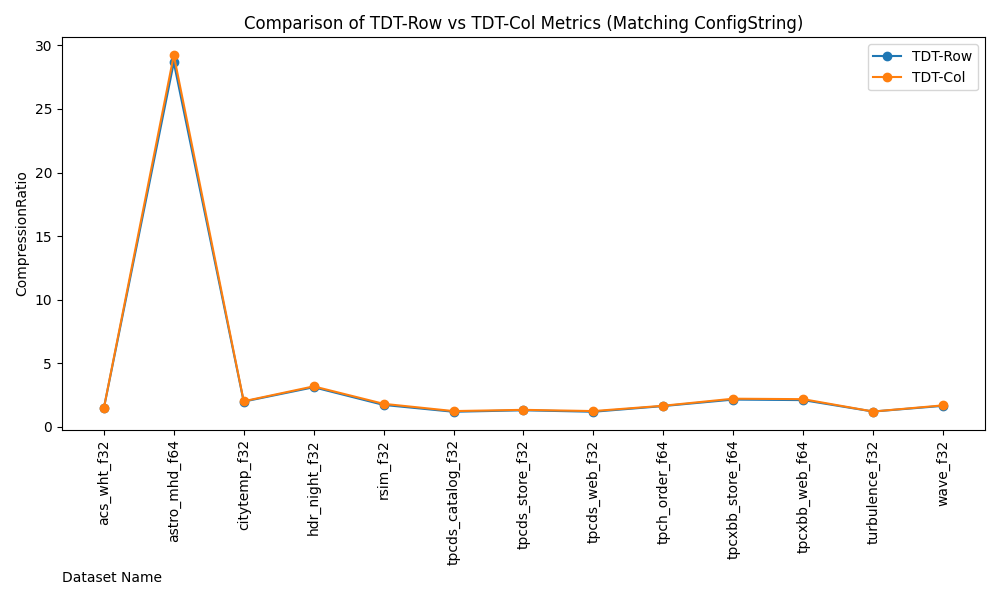 Comparison of TDT-Row vs TDT-Col Metrics (Matching ConfigString)
TDT-Row
TDT-Col
CompressionRatio
30
25
20
15
10
5
0
acs_wht_f32
astro_mhd_f64
citytemp_f32
hdr_night_f32
rsim_f32
tpcds_catalog_f32
tpcds_store_f32
tpcds_web_f32
tpch_order_f64
tpcxbb_store_f64
tpcxbb_web_f64
turbulence_f32
wave_f32
Dataset Name